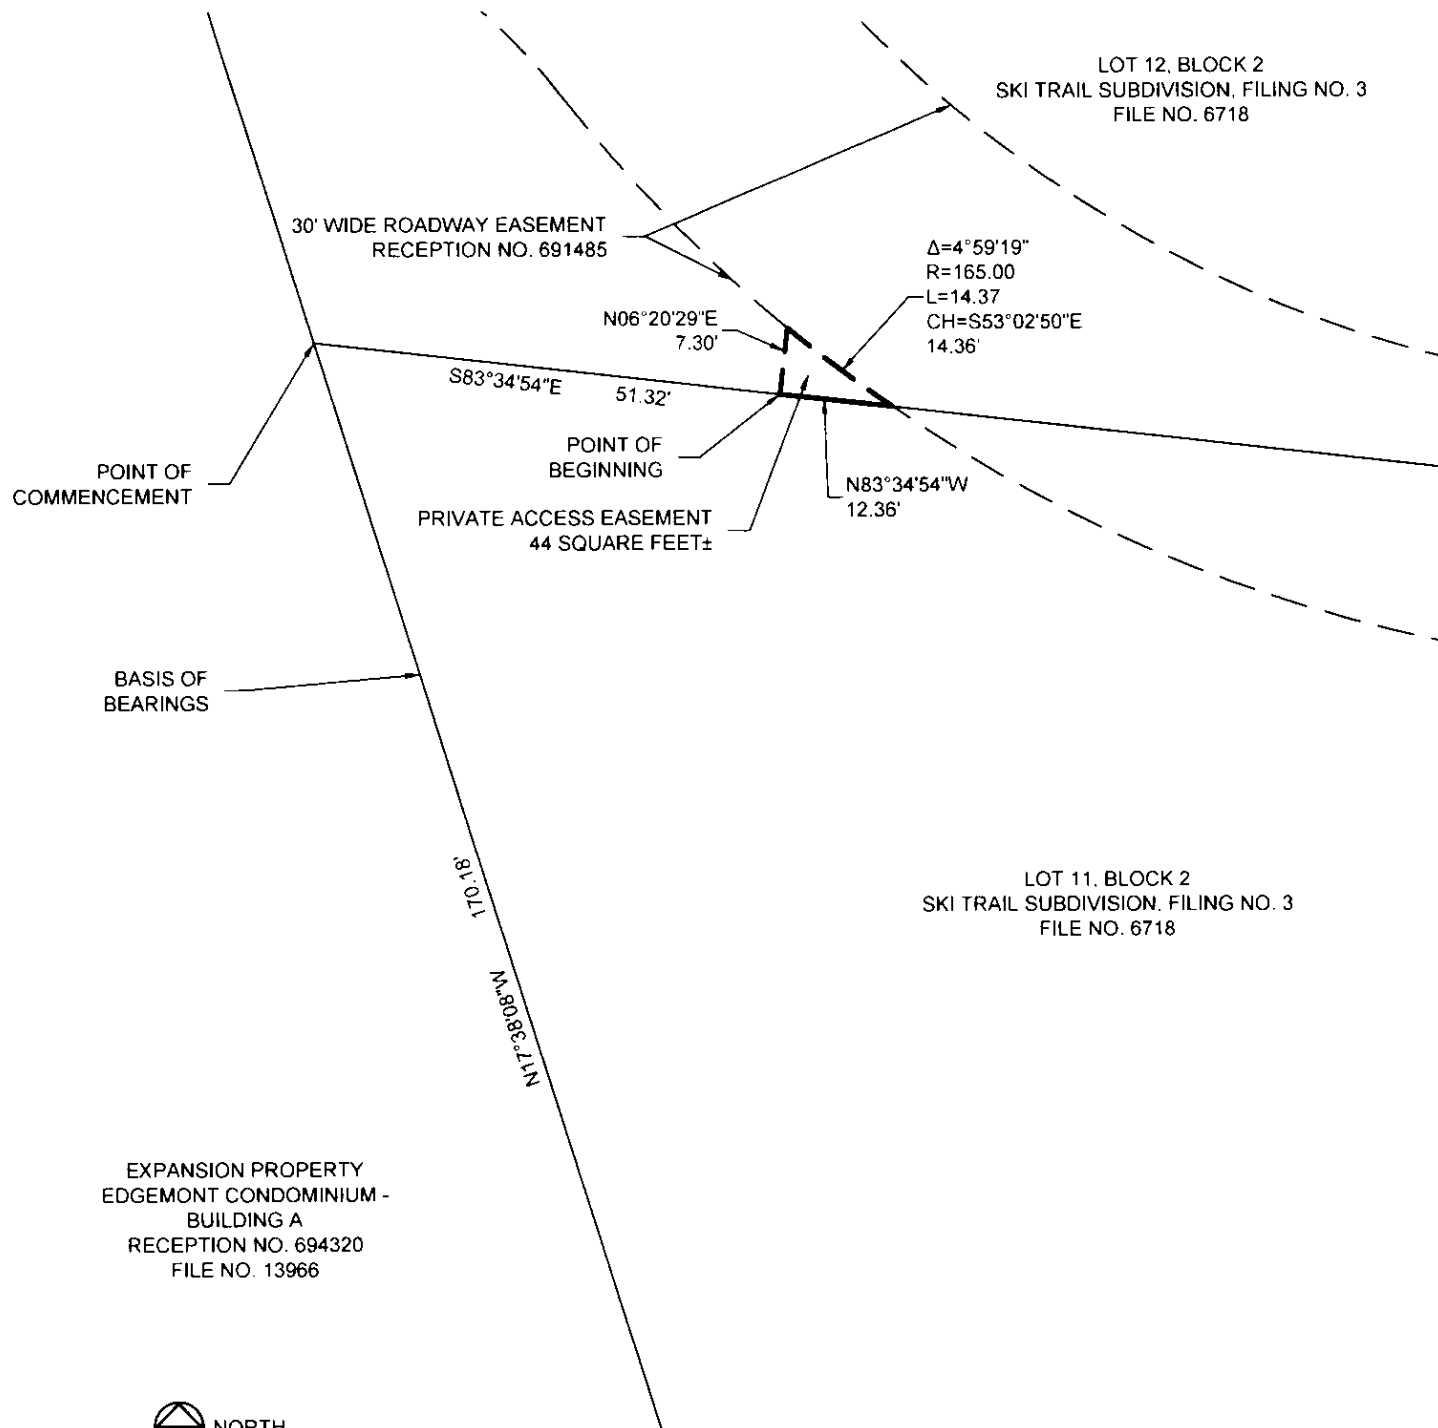 LOT 12, BLOCK 2
SKI TRAIL SUBDIVISION, FILING NO. 3
FILE NO. 6718
30' WIDE ROADWAY EASEMENT
RECEPTION NO. 691485
Δ=4°59'19"
R=165.00
L=14.37
CH=S53°02'50"E
14.36'
N06°20'29"E
7.30'
S83°34'54"E 51.32'
POINT OF
BEGINNING
POINT OF
COMMENCEMENT
N83°34'54"W
12.36'
PRIVATE ACCESS EASEMENT
44 SQUARE FEET±
BASIS OF
BEARINGS
170.18'
N17°38'08"W
LOT 11, BLOCK 2
SKI TRAIL SUBDIVISION, FILING NO. 3
FILE NO. 6718
EXPANSION PROPERTY
EDGEMONT CONDOMINIUM -
BUILDING A
RECEPTION NO. 694320
FILE NO. 13966
NORTH